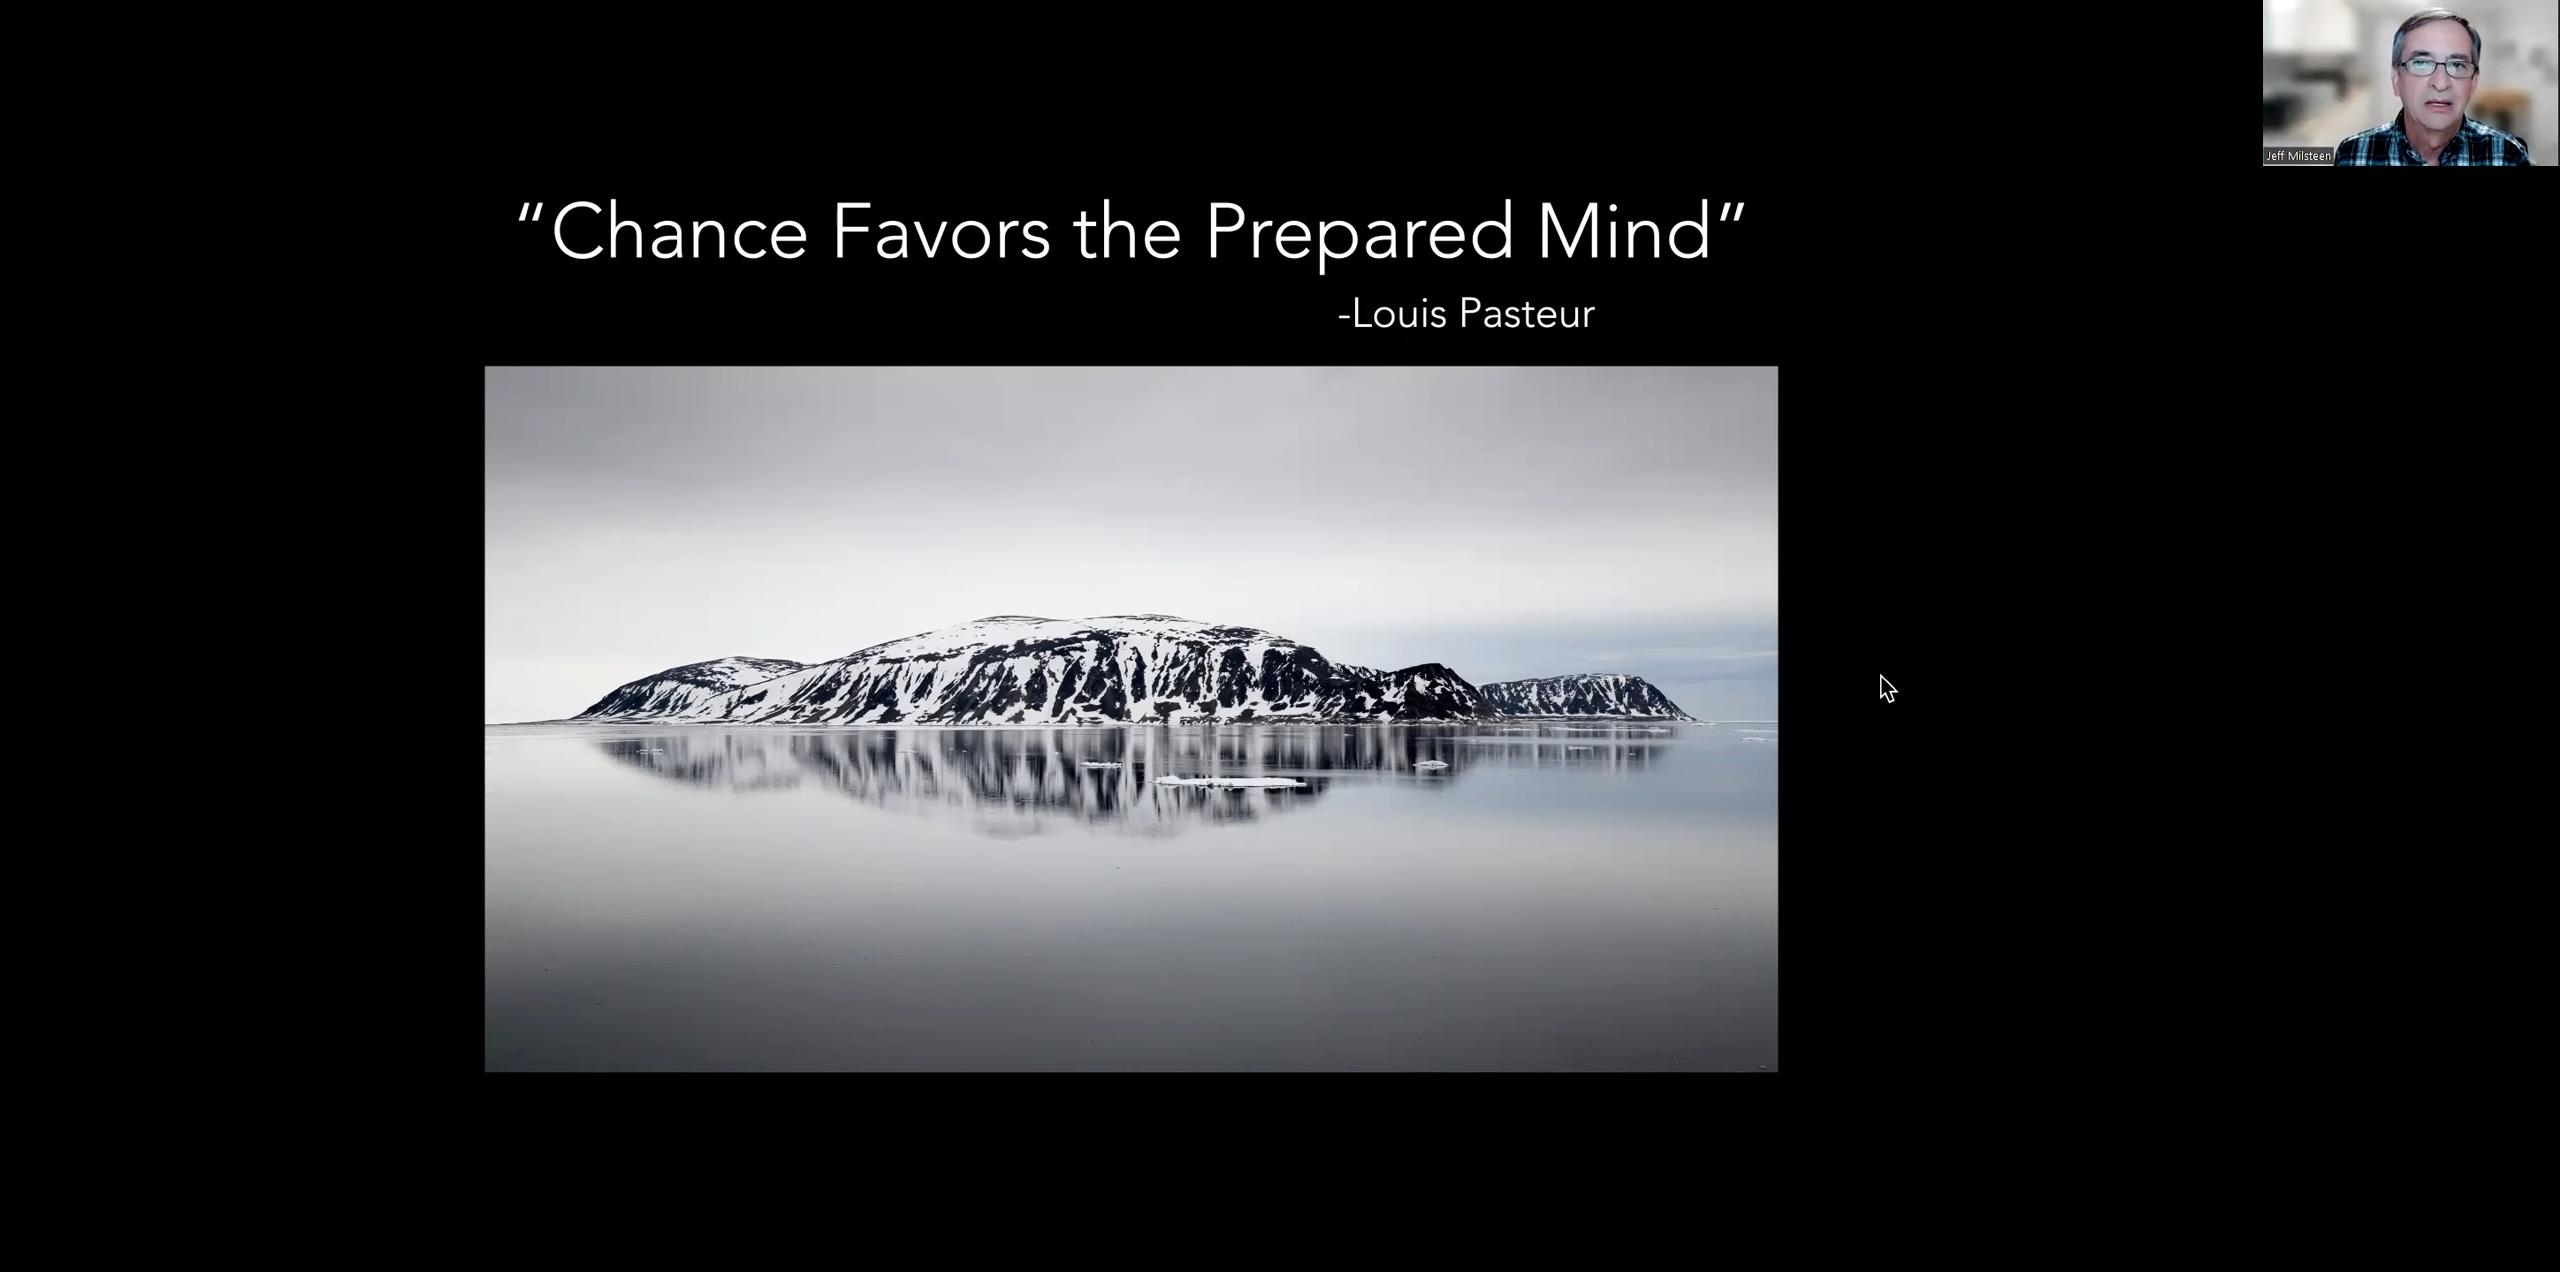 Jeff Milsteen
“Chance Favors the Prepared Mind”
-Louis Pasteur